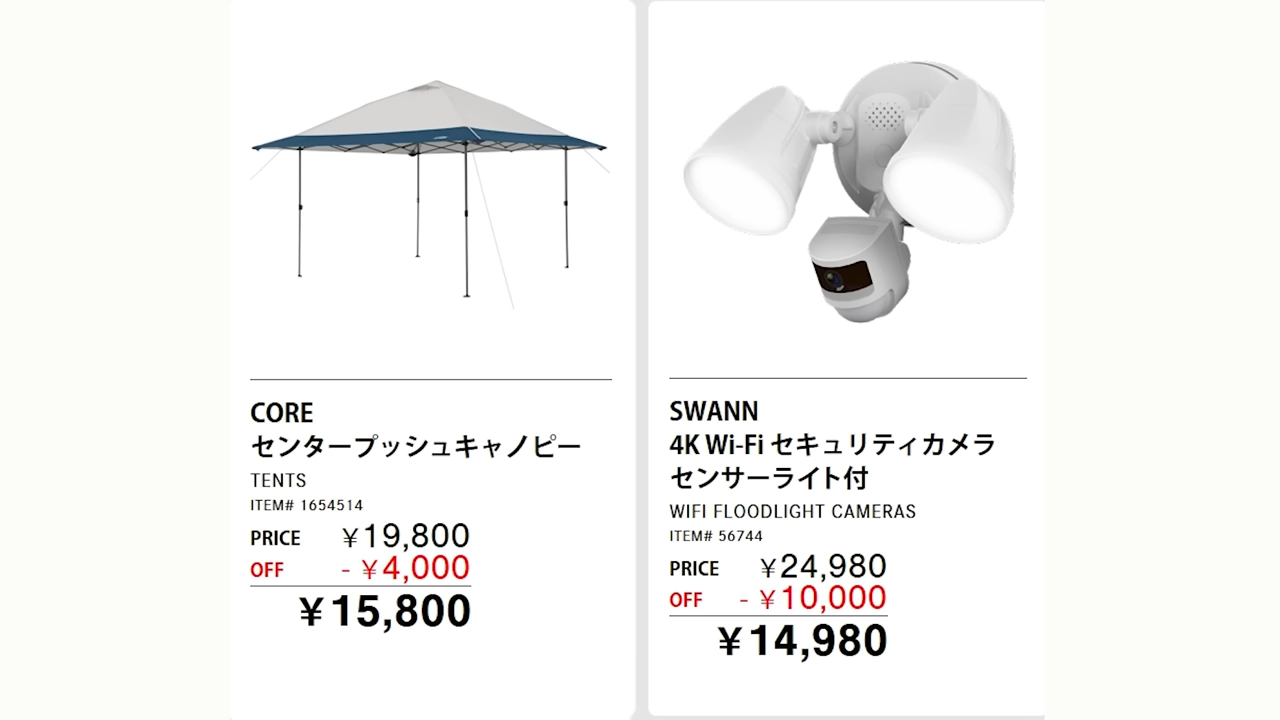 CORE
センタープッシュキャノピー
TENTS
ITEM# 1654514
PRICE ¥19,800
OFF - ¥4,000
¥15,800
SWANN
4K Wi-Fi セキュリティカメラ
センサーライト付
WIFI FLOODLIGHT CAMERAS
ITEM# 56744
PRICE ¥24,980
OFF - ¥10,000
¥14,980